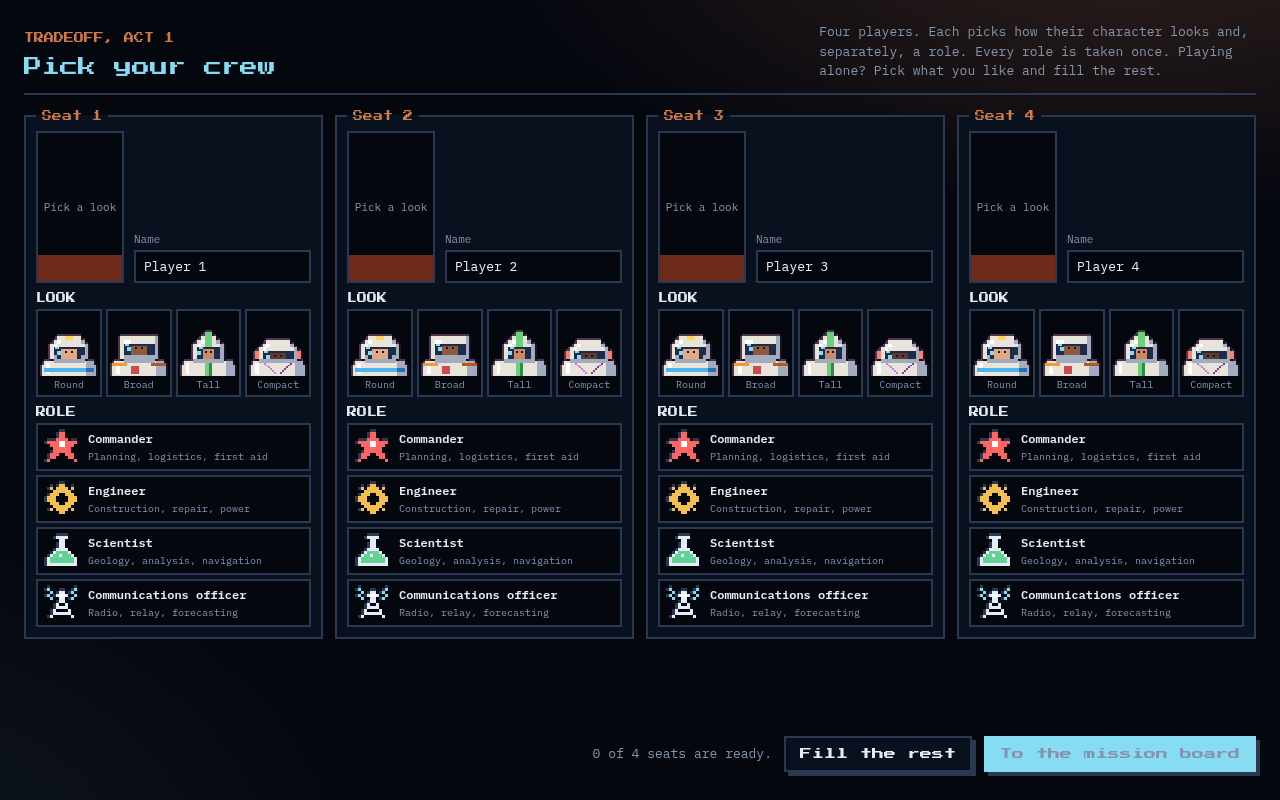 TRADEOFF, ACT 1
Pick your crew
Four players. Each picks how their character looks and,
separately, a role. Every role is taken once. Playing
alone? Pick what you like and fill the rest.
Seat 1
Pick a look
Name
Player 1
LOOK
Round
Broad
Tall
Compact
ROLE
Commander
Planning, logistics, first aid
Engineer
Construction, repair, power
Scientist
Geology, analysis, navigation
Communications officer
Radio, relay, forecasting
Seat 2
Pick a look
Name
Player 2
LOOK
Round
Broad
Tall
Compact
ROLE
Commander
Planning, logistics, first aid
Engineer
Construction, repair, power
Scientist
Geology, analysis, navigation
Communications officer
Radio, relay, forecasting
Seat 3
Pick a look
Name
Player 3
LOOK
Round
Broad
Tall
Compact
ROLE
Commander
Planning, logistics, first aid
Engineer
Construction, repair, power
Scientist
Geology, analysis, navigation
Communications officer
Radio, relay, forecasting
Seat 4
Pick a look
Name
Player 4
LOOK
Round
Broad
Tall
Compact
ROLE
Commander
Planning, logistics, first aid
Engineer
Construction, repair, power
Scientist
Geology, analysis, navigation
Communications officer
Radio, relay, forecasting
0 of 4 seats are ready.
Fill the rest
To the mission board